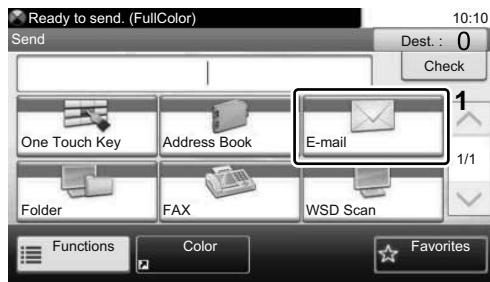 Ready to send. (FullColor) 10:10
Send Dest. : 0
Check
1
One Touch Key Address Book E-mail
1/1
Folder FAX WSD Scan
Functions Color Favorites